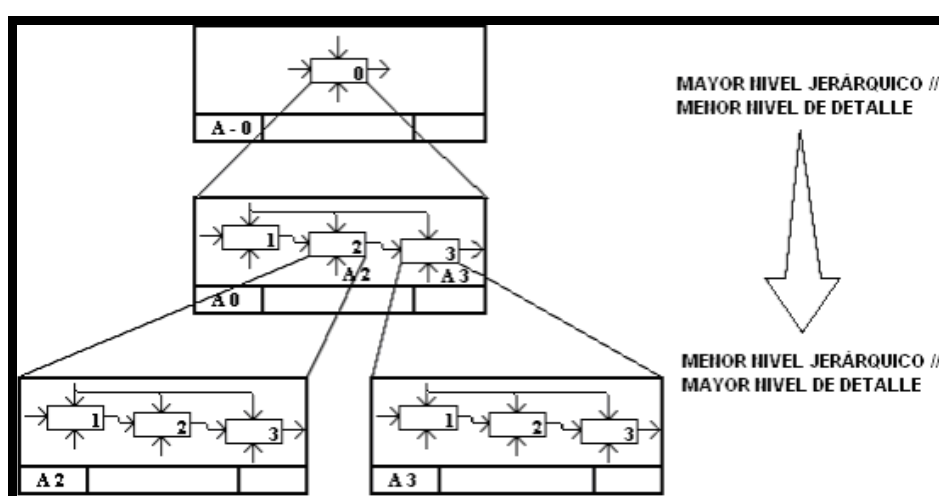 0
A - 0
MAYOR NIVEL JERÁRQUICO //
MENOR NIVEL DE DETALLE
1
2
3
A 2
A 3
A 0
MENOR NIVEL JERÁRQUICO //
MAYOR NIVEL DE DETALLE
1
2
3
1
2
3
A 2
A 3